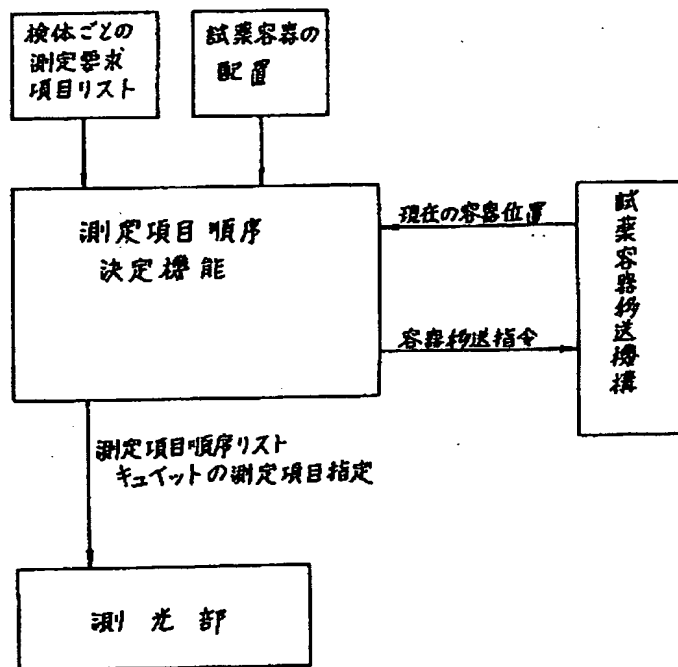 検体ごとの
測定要求
項目リスト
試薬容器の
配置
測定項目順序
決定機能
現在の容器位置
容器移送指令
試薬容器移送機構
測定項目順序リスト
キュイットの測定項目指定
測光部